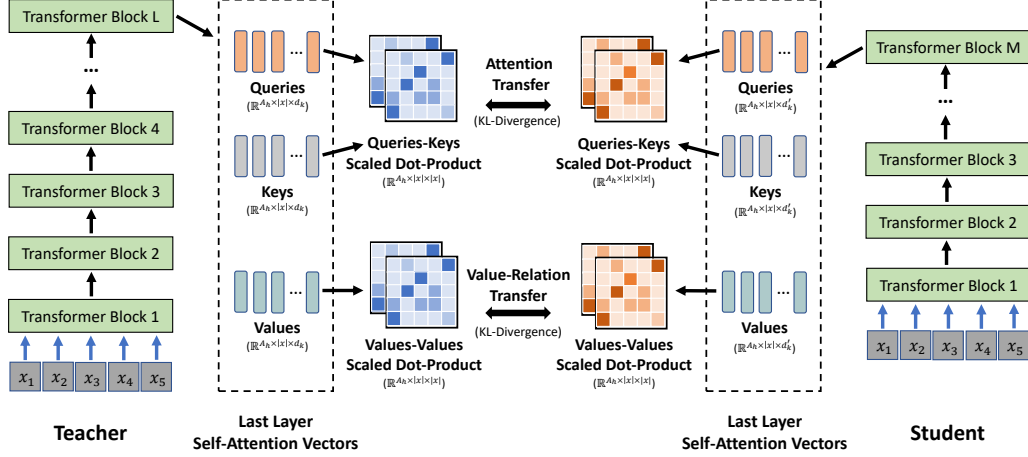 Transformer Block L
...
Transformer Block 4
Transformer Block 3
Transformer Block 2
Transformer Block 1
x₁ x₂ x₃ x₄ x₅
Teacher
...
Queries
(ℝ^{A_h×|x|×d_k})
...
Keys
(ℝ^{A_h×|x|×d_k})
...
Values
(ℝ^{A_h×|x|×d_k})
Last Layer
Self-Attention Vectors
Queries-Keys
Scaled Dot-Product
(ℝ^{A_h×|x|×|x|})
Values-Values
Scaled Dot-Product
(ℝ^{A_h×|x|×|x|})
Attention
Transfer
(KL-Divergence)
Value-Relation
Transfer
(KL-Divergence)
Queries-Keys
Scaled Dot-Product
(ℝ^{A_h×|x|×|x|})
Values-Values
Scaled Dot-Product
(ℝ^{A_h×|x|×|x|})
...
Queries
(ℝ^{A_h×|x|×d'_k})
...
Keys
(ℝ^{A_h×|x|×d'_k})
...
Values
(ℝ^{A_h×|x|×d'_k})
Last Layer
Self-Attention Vectors
Transformer Block M
...
Transformer Block 3
Transformer Block 2
Transformer Block 1
x₁ x₂ x₃ x₄ x₅
Student